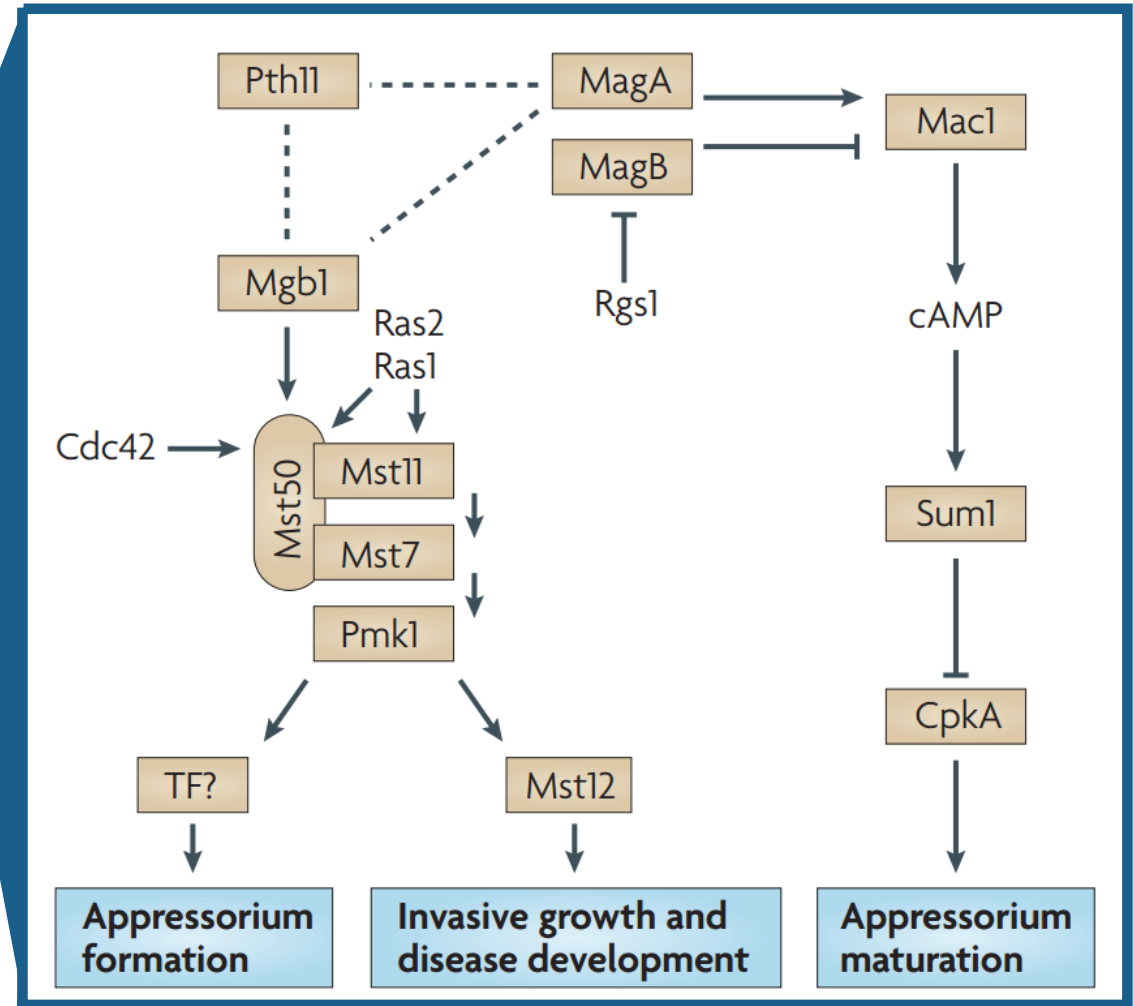 Pth11
MagA
Mac1
MagB
Mgb1
Rgs1
cAMP
Ras2
Ras1
Cdc42
Mst50
Mst11
Mst7
Sum1
Pmk1
CpkA
TF?
Mst12
Appressorium
formation
Invasive growth and
disease development
Appressorium
maturation